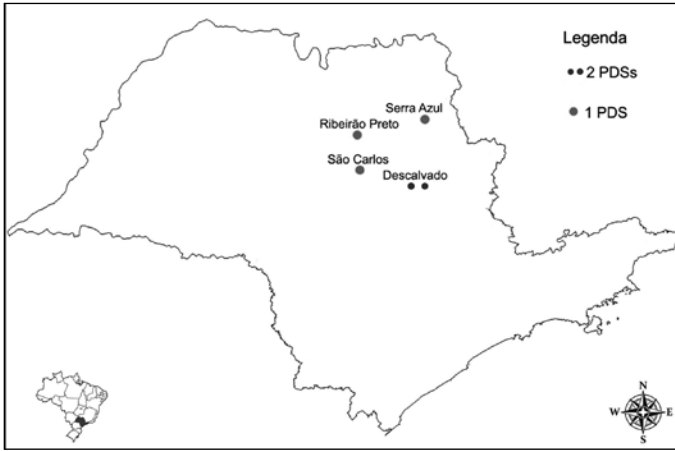 Legenda
2 PDSs
Serra Azul
1 PDS
Ribeirão Preto
São Carlos
Descalvado
N
W
E
S